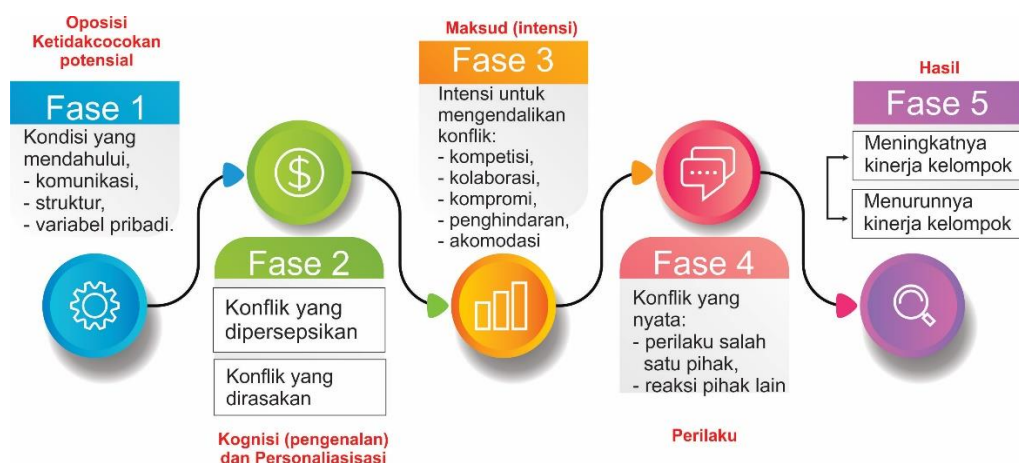 Oposisi
Ketidakcocokan
potensial
Fase 1
Kondisi yang
mendahului,
- komunikasi,
- struktur,
- variabel pribadi.
Fase 2
Konflik yang
dipersepsikan
Konflik yang
dirasakan
Kognisi (pengenalan)
dan Personaliasisasi
Maksud (intensi)
Fase 3
Intensi untuk
mengendalikan
konflik:
- kompetisi,
- kolaborasi,
- kompromi,
- penghindaran,
- akomodasi
Fase 4
Konflik yang
nyata:
- perilaku salah
satu pihak,
- reaksi pihak lain
Perilaku
Hasil
Fase 5
Meningkatnya
kinerja kelompok
Menurunnya
kinerja kelompok